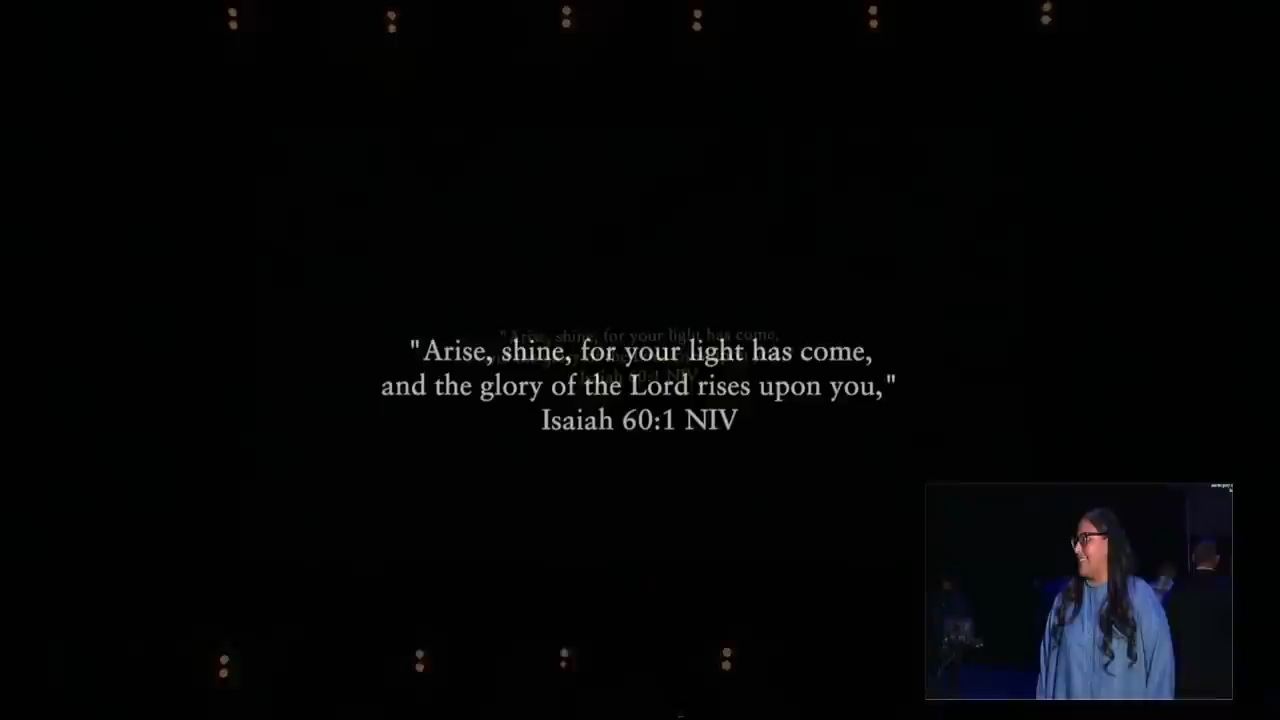 "Arise, shine, for your light has come,
and the glory of the Lord rises upon you,"
Isaiah 60:1 NIV